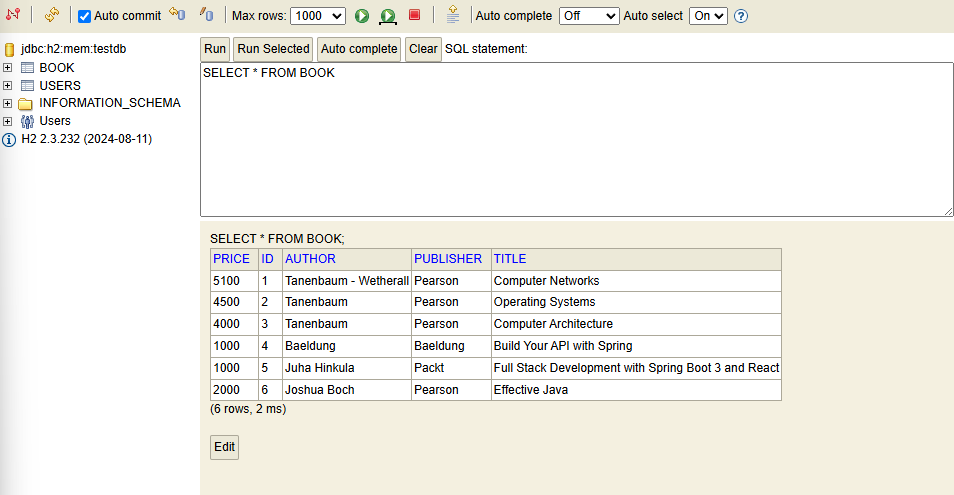 Auto commit Max rows: 1000 Auto complete Off Auto select On
jdbc:h2:mem:testdb
BOOK
USERS
INFORMATION_SCHEMA
Users
H2 2.3.232 (2024-08-11)
Run Run Selected Auto complete Clear SQL statement:
SELECT * FROM BOOK
SELECT * FROM BOOK;
PRICE ID AUTHOR PUBLISHER TITLE
5100 1 Tanenbaum - Wetherall Pearson Computer Networks
4500 2 Tanenbaum Pearson Operating Systems
4000 3 Tanenbaum Pearson Computer Architecture
1000 4 Baeldung Baeldung Build Your API with Spring
1000 5 Juha Hinkula Packt Full Stack Development with Spring Boot 3 and React
2000 6 Joshua Boch Pearson Effective Java
(6 rows, 2 ms)
Edit